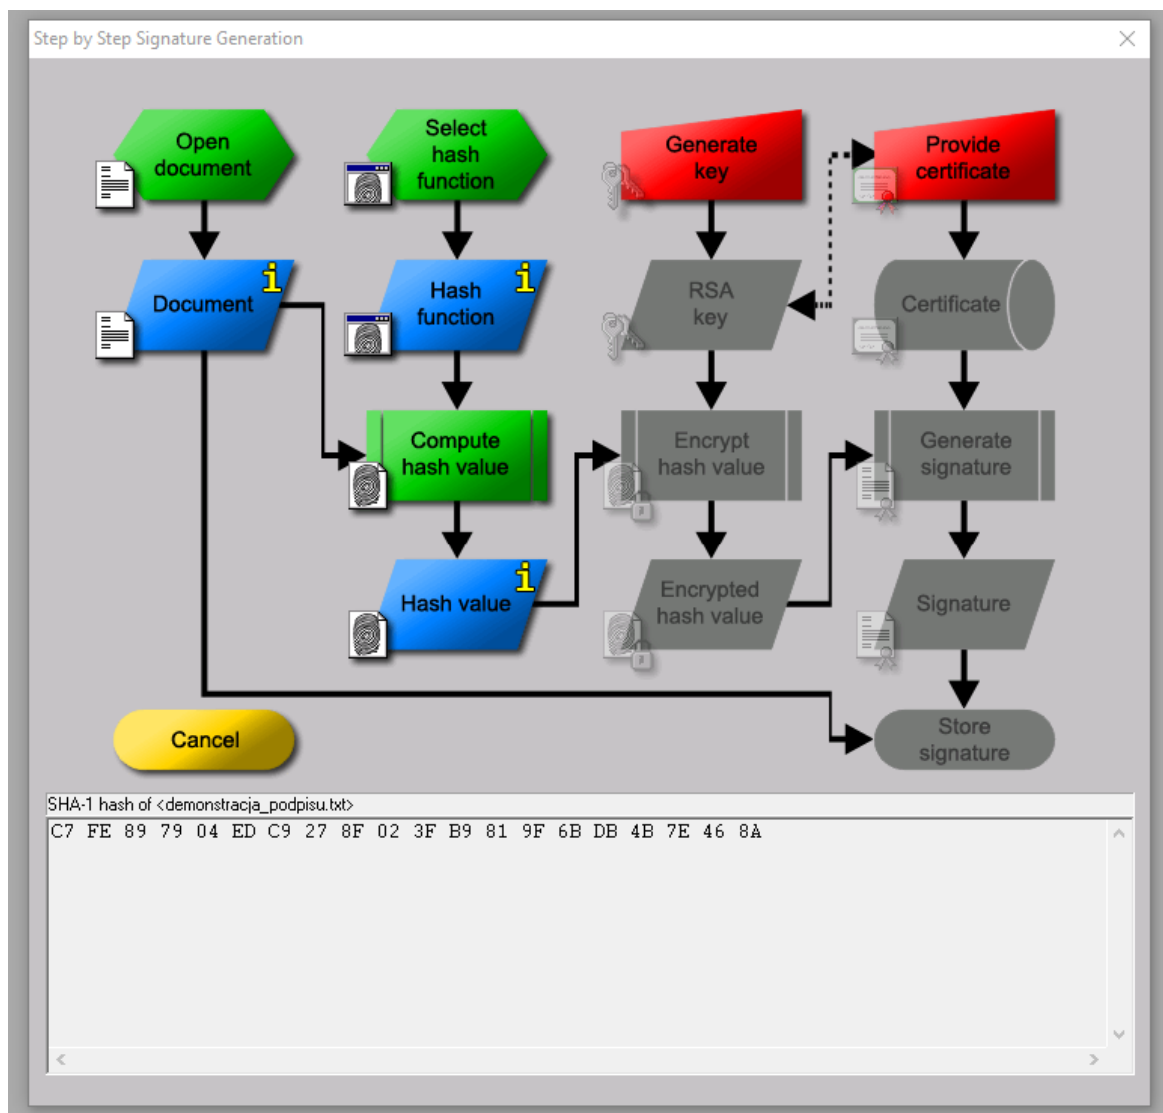 Step by Step Signature Generation
Open
document
Select
hash
function
Generate
key
Provide
certificate
Document
i
Hash
function
i
RSA
key
Certificate
Compute
hash value
Encrypt
hash value
Generate
signature
Hash value
i
Encrypted
hash value
Signature
Cancel
Store
signature
SHA-1 hash of <demonstracja_podpisu.txt>
C7 FE 89 79 04 ED C9 27 8F 02 3F B9 81 9F 6B DB 4B 7E 46 8A